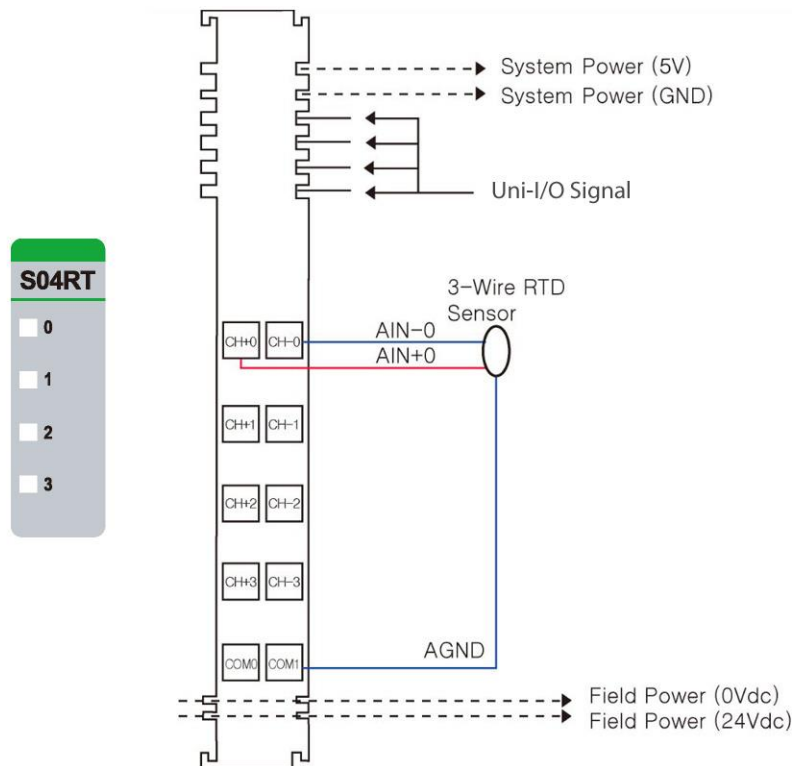 System Power (5V)
System Power (GND)
Uni-I/O Signal
S04RT
0
1
2
3
3-Wire RTD
Sensor
CH+0 CH-0
AIN-0
AIN+0
CH+1 CH-1
CH+2 CH-2
CH+3 CH-3
COM0 COM1
AGND
Field Power (0Vdc)
Field Power (24Vdc)